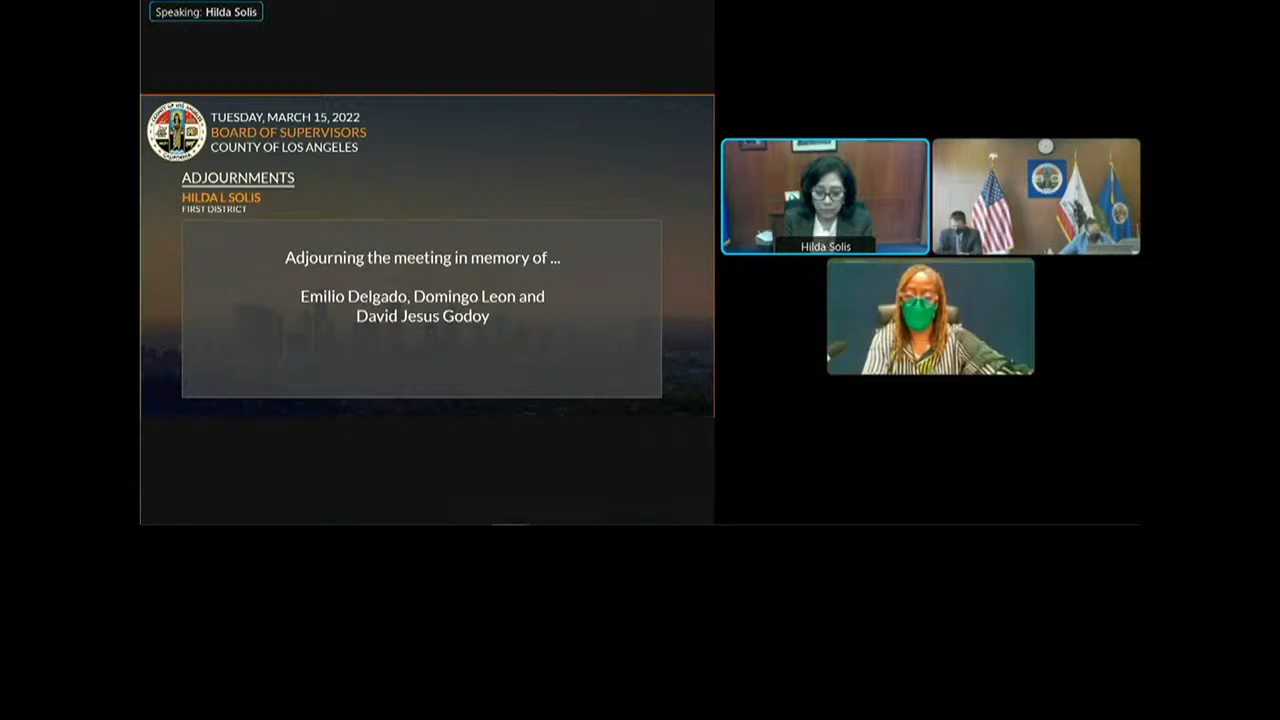 Speaking: Hilda Solis
TUESDAY, MARCH 15, 2022
BOARD OF SUPERVISORS
COUNTY OF LOS ANGELES
ADJOURNMENTS
HILDA L SOLIS
FIRST DISTRICT
Adjourning the meeting in memory of ...
Emilio Delgado, Domingo Leon and
David Jesus Godoy
Hilda Solis